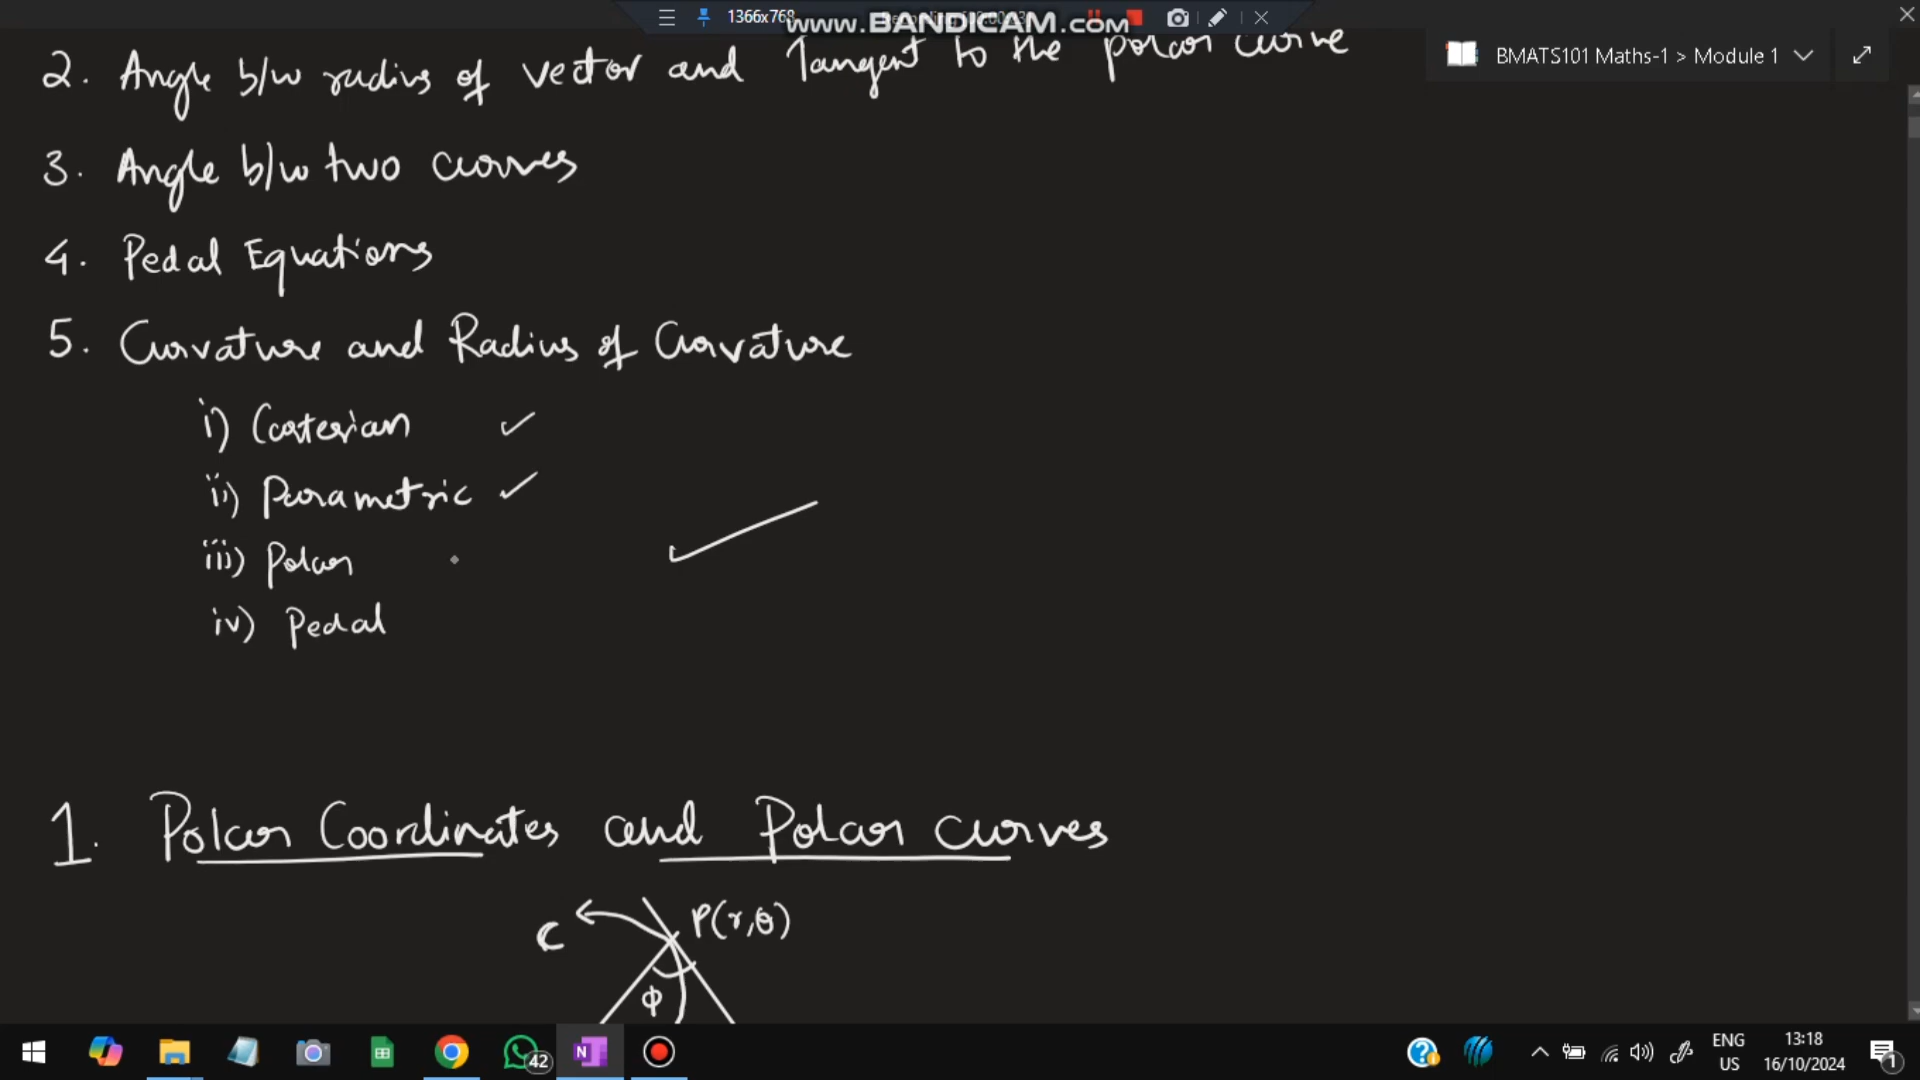 1366x768
www.BANDICAM.com
2. Angle b/w radius of vector and Tangent to the polar curve
BMATS101 Maths-1 > Module 1
3. Angle b/w two curves
4. Pedal Equations
5. Curvature and Radius of Curvature
i) Cartesian ✓
ii) Parametric ✓
iii) Polar
iv) Pedal
1. Polar Coordinates and Polar curves
C
P(r,θ)
ϕ
42
N
ENG
US
13:18
16/10/2024
1